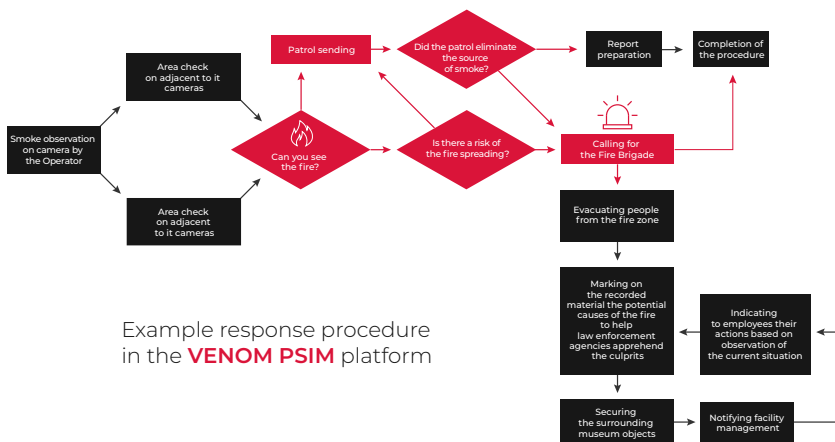 Patrol sending
Did the patrol eliminate
the source
of smoke?
Report
preparation
Completion of
the procedure
Area check
on adjacent to it
cameras
Smoke observation
on camera by
the Operator
Can you see
the fire?
Is there a risk of
the fire spreading?
Calling for
the Fire Brigade
Area check
on adjacent
to it cameras
Evacuating people
from the fire zone
Marking on
the recorded
material the potential
causes of the fire
to help
law enforcement
agencies apprehend
the culprits
Indicating
to employees their
actions based on
observation of
the current situation
Example response procedure
in the VENOM PSIM platform
Securing
the surrounding
museum objects
Notifying facility
management